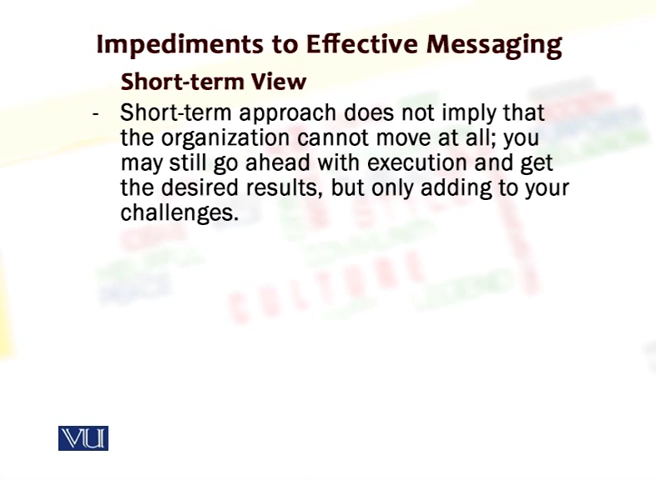 Impediments to Effective Messaging
Short-term View
- Short-term approach does not imply that
the organization cannot move at all; you
may still go ahead with execution and get
the desired results, but only adding to your
challenges.
CULTURE
VU